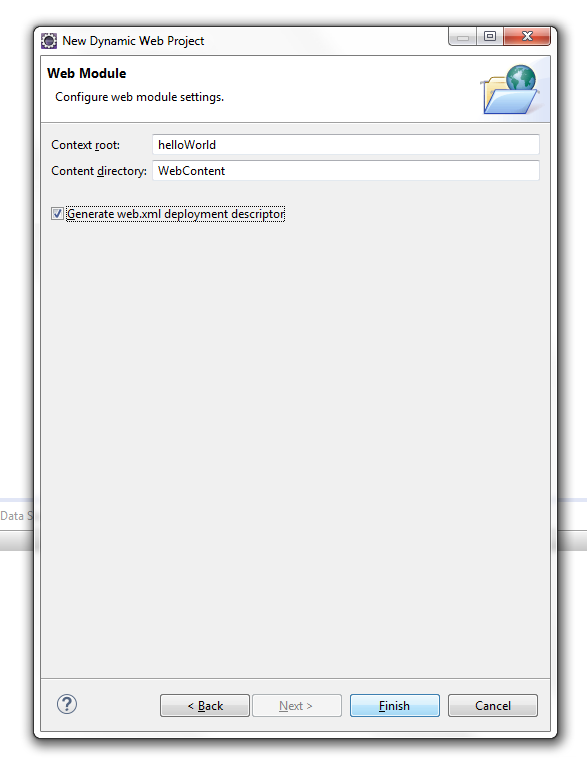 New Dynamic Web Project
Web Module
Configure web module settings.
Context root: helloWorld
Content directory: WebContent
Generate web.xml deployment descriptor
Data S
? < Back Next > Finish Cancel